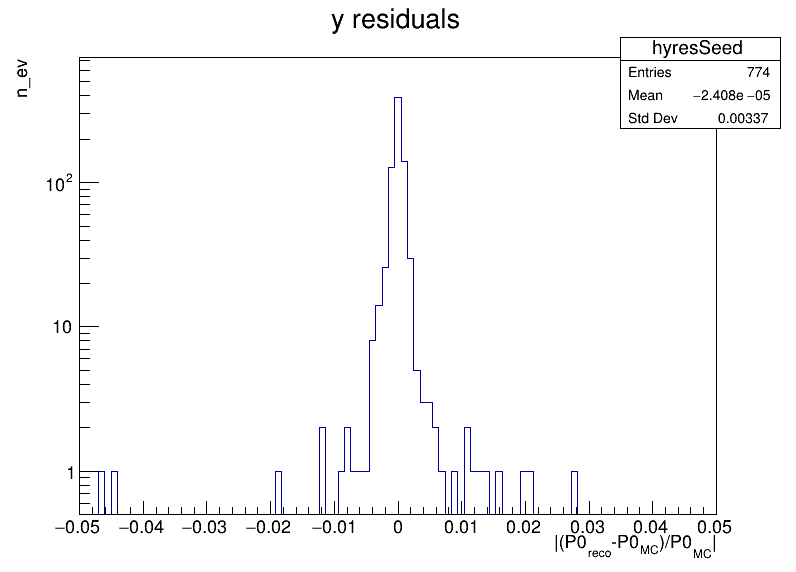 y residuals
hyresSeed
Entries 774
Mean −2.408e−05
Std Dev 0.00337
n_ev
10²
10
1
−0.05 −0.04 −0.03 −0.02 −0.01 0 0.01 0.02 0.03 0.04 0.05
|(P0reco-P0MC)/P0MC|